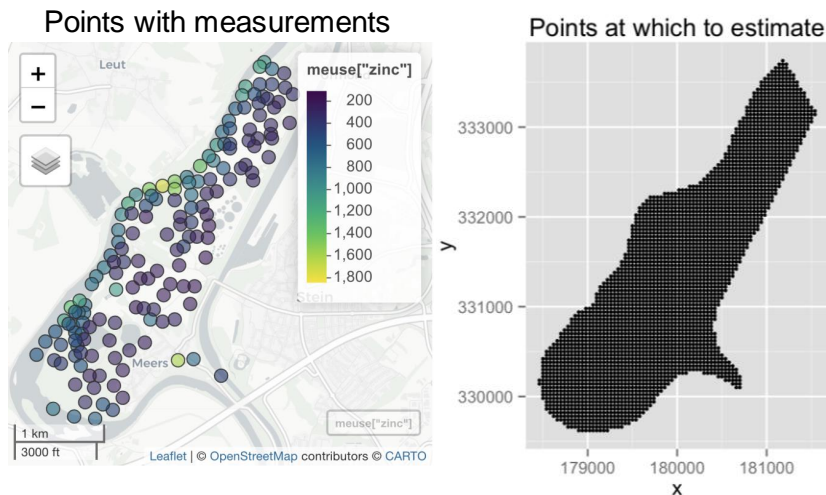 Points with measurements
Points at which to estimate
+
−
Leut
meuse["zinc"]
200
400
600
800
1,000
1,200
1,400
1,600
1,800
Stein
Meers
meuse["zinc"]
1 km
3000 ft
Leaflet | © OpenStreetMap contributors © CARTO
333000
332000
331000
330000
y
179000
180000
181000
x